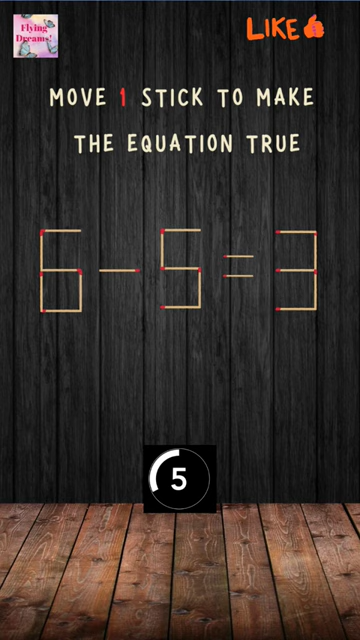 Flying
Dreams!
LIKE
MOVE 1 STICK TO MAKE
THE EQUATION TRUE
6-5=3
5